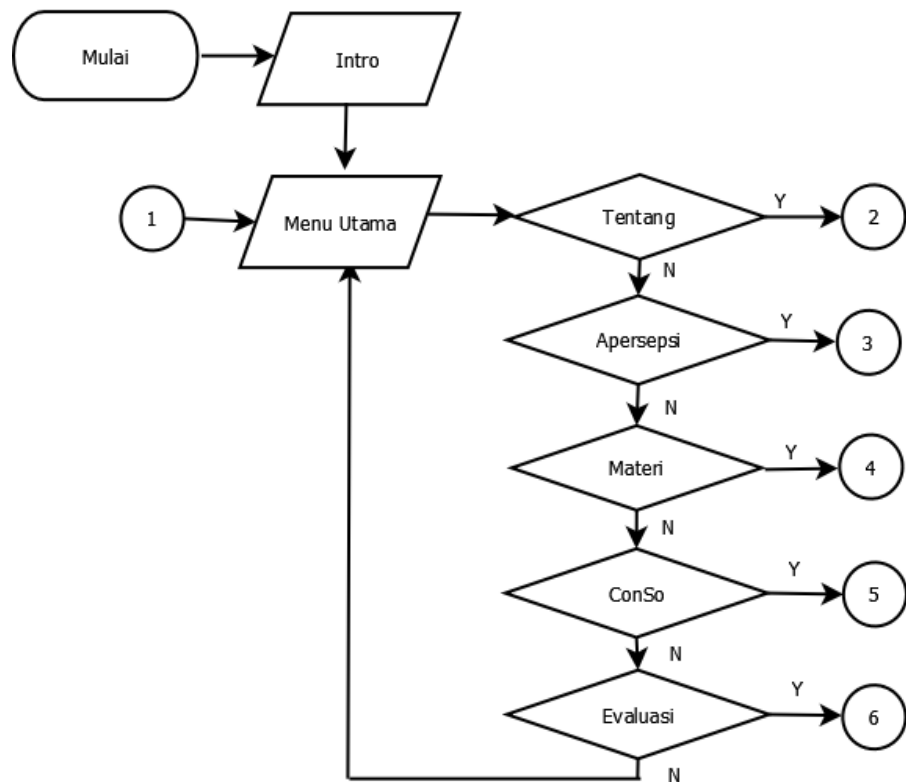 Mulai
Intro
1
Menu Utama
Tentang
Y
2
N
Apersepsi
Y
3
N
Materi
Y
4
N
ConSo
Y
5
N
Evaluasi
Y
6
N